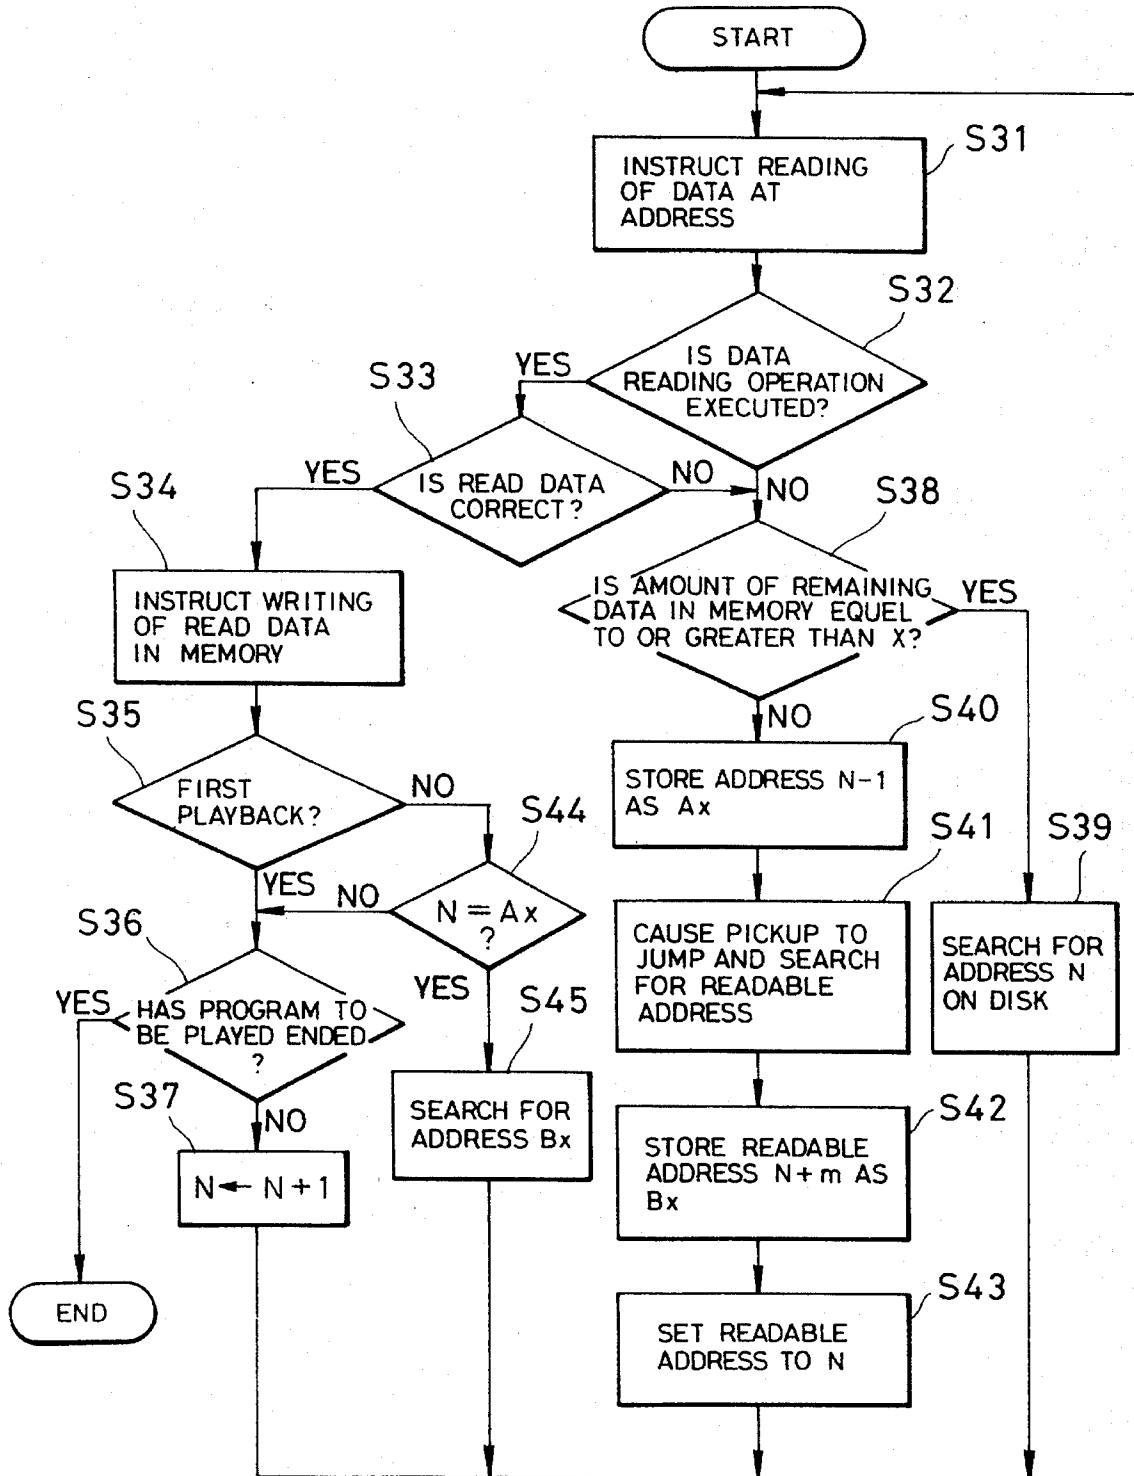 START
S31
INSTRUCT READING
OF DATA AT
ADDRESS
S32
IS DATA
READING OPERATION
EXECUTED?
YES
NO
S33
IS READ DATA
CORRECT?
YES
NO
S34
INSTRUCT WRITING
OF READ DATA
IN MEMORY
S38
IS AMOUNT OF REMAINING
DATA IN MEMORY EQUEL
TO OR GREATER THAN X?
YES
NO
S35
FIRST
PLAYBACK?
NO
YES
S40
STORE ADDRESS N-1
AS Ax
S44
N = Ax
?
NO
YES
S41
CAUSE PICKUP TO
JUMP AND SEARCH
FOR READABLE
ADDRESS
S39
SEARCH FOR
ADDRESS N
ON DISK
S36
HAS PROGRAM TO
BE PLAYED ENDED
?
YES
NO
S45
SEARCH FOR
ADDRESS Bx
S42
STORE READABLE
ADDRESS N+m AS
Bx
S37
N ← N+1
S43
SET READABLE
ADDRESS TO N
END